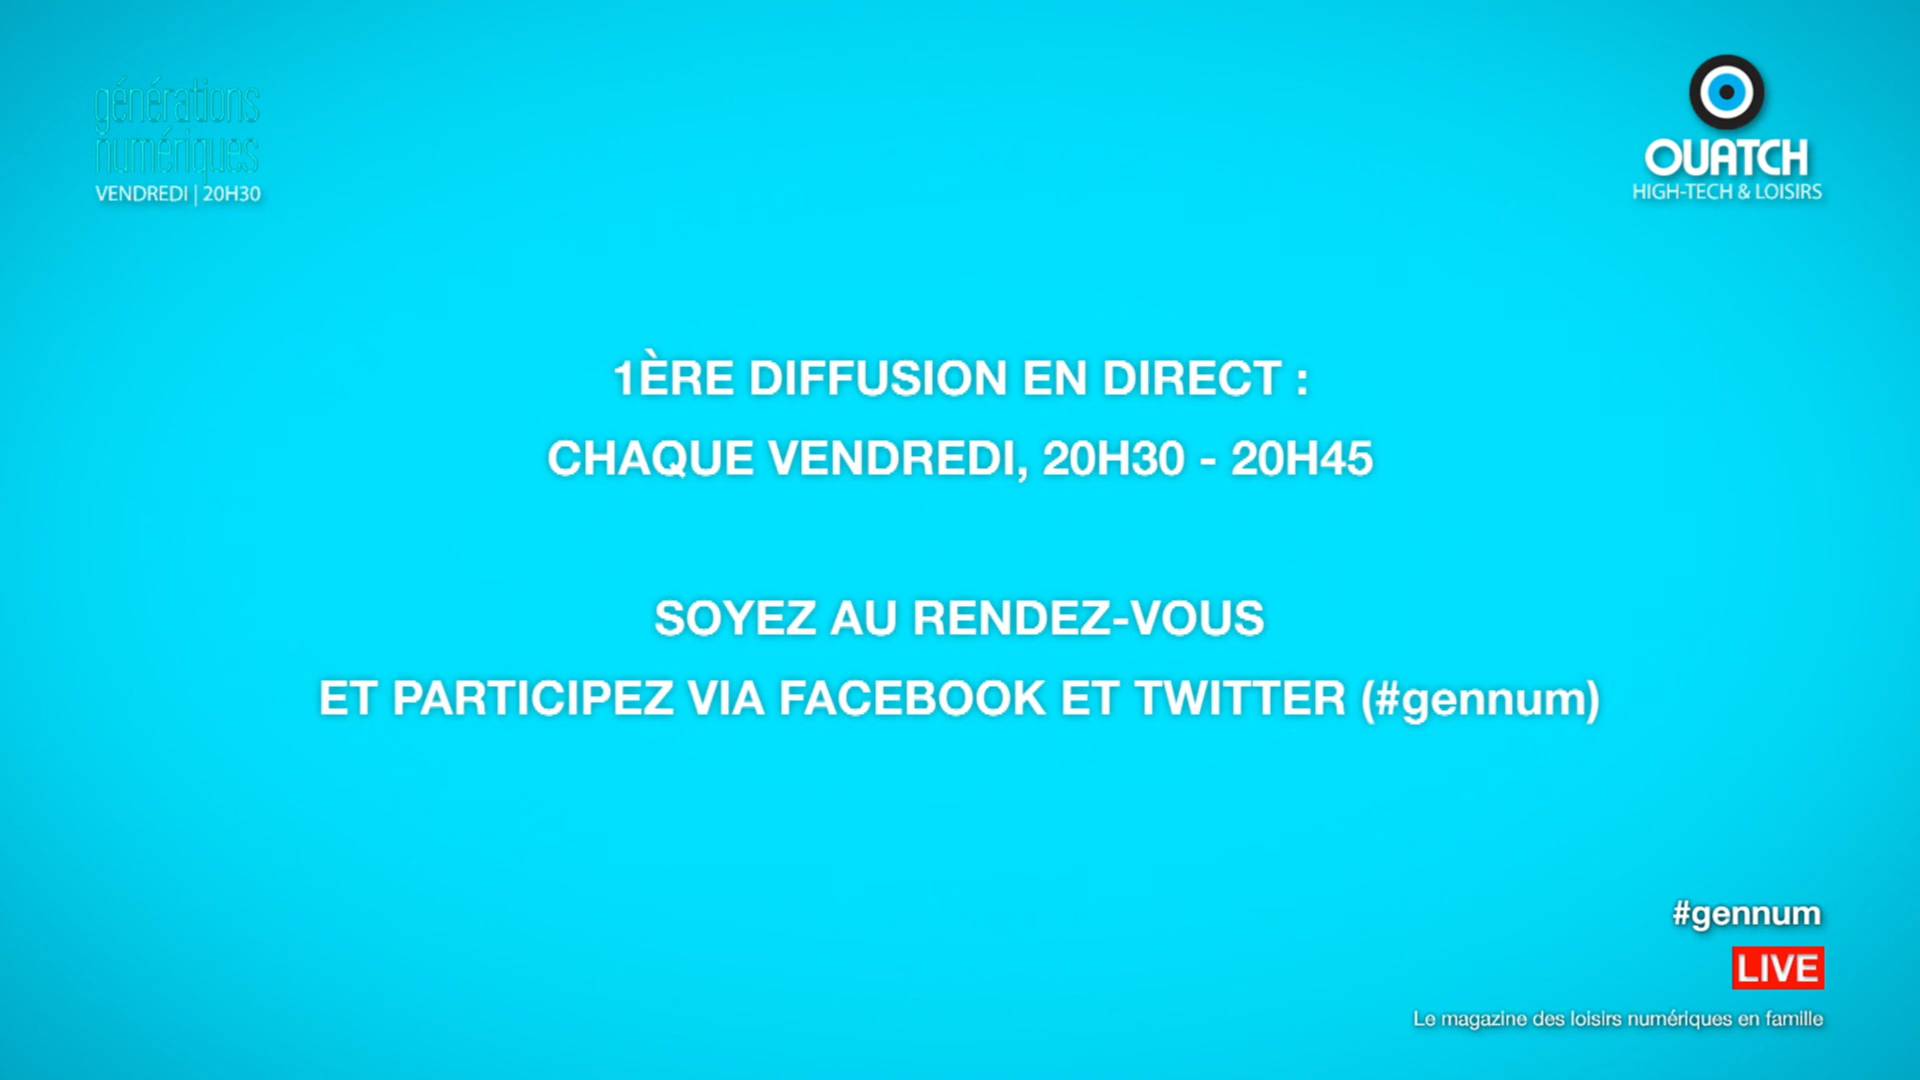 générations
numériques
VENDREDI | 20H30
OUATCH
HIGH-TECH & LOISIRS
1ÈRE DIFFUSION EN DIRECT :
CHAQUE VENDREDI, 20H30 - 20H45
SOYEZ AU RENDEZ-VOUS
ET PARTICIPEZ VIA FACEBOOK ET TWITTER (#gennum)
#gennum
LIVE
Le magazine des loisirs numériques en famille